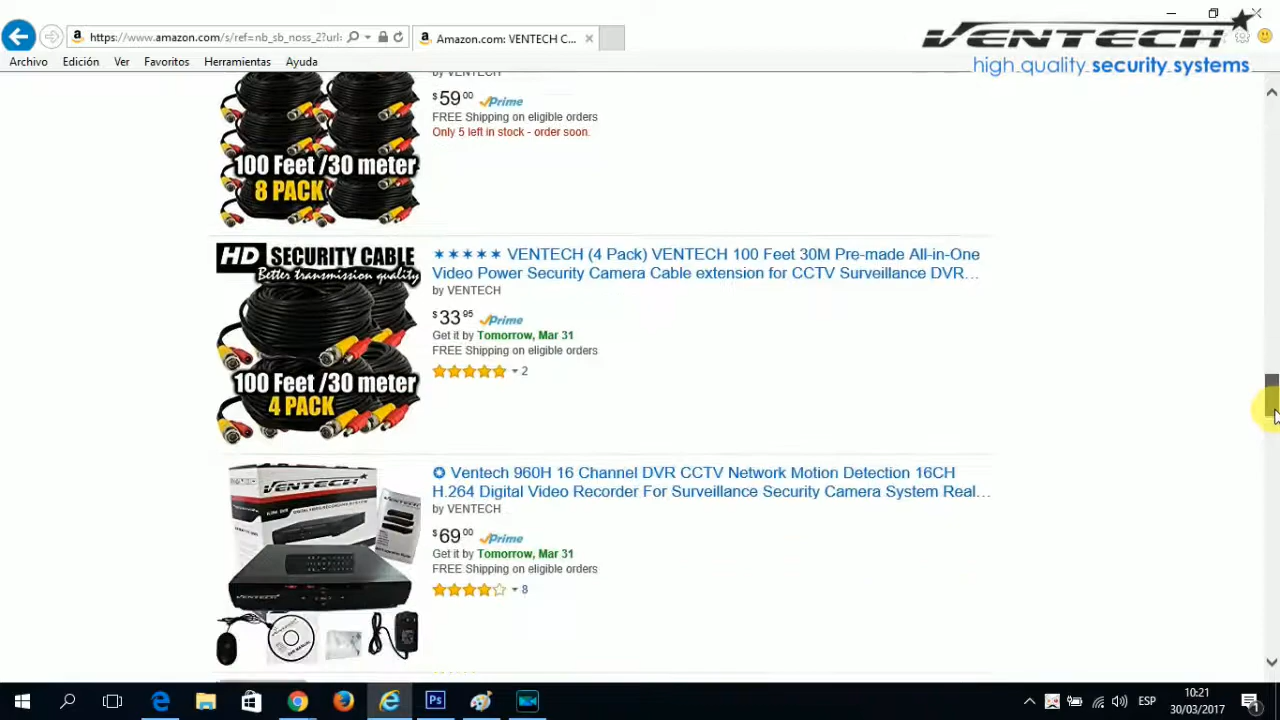 https://www.amazon.com/s/ref=nb_sb_noss_2?url:
Amazon.com: VENTECH C...
VENTECH
high quality security systems
Archivo Edición Ver Favoritos Herramientas Ayuda
by VENTECH
$59 00 Prime
FREE Shipping on eligible orders
Only 5 left in stock - order soon.
100 Feet /30 meter
8 PACK
HD SECURITY CABLE
Better transmission quality
100 Feet /30 meter
4 PACK
★★★★★ VENTECH (4 Pack) VENTECH 100 Feet 30M Pre-made All-in-One
Video Power Security Camera Cable extension for CCTV Surveillance DVR…
by VENTECH
$33 95 Prime
Get it by Tomorrow, Mar 31
FREE Shipping on eligible orders
2
VENTECH
✪ Ventech 960H 16 Channel DVR CCTV Network Motion Detection 16CH
H.264 Digital Video Recorder For Surveillance Security Camera System Real…
by VENTECH
$69 00 Prime
Get it by Tomorrow, Mar 31
FREE Shipping on eligible orders
8
ESP
10:21
30/03/2017